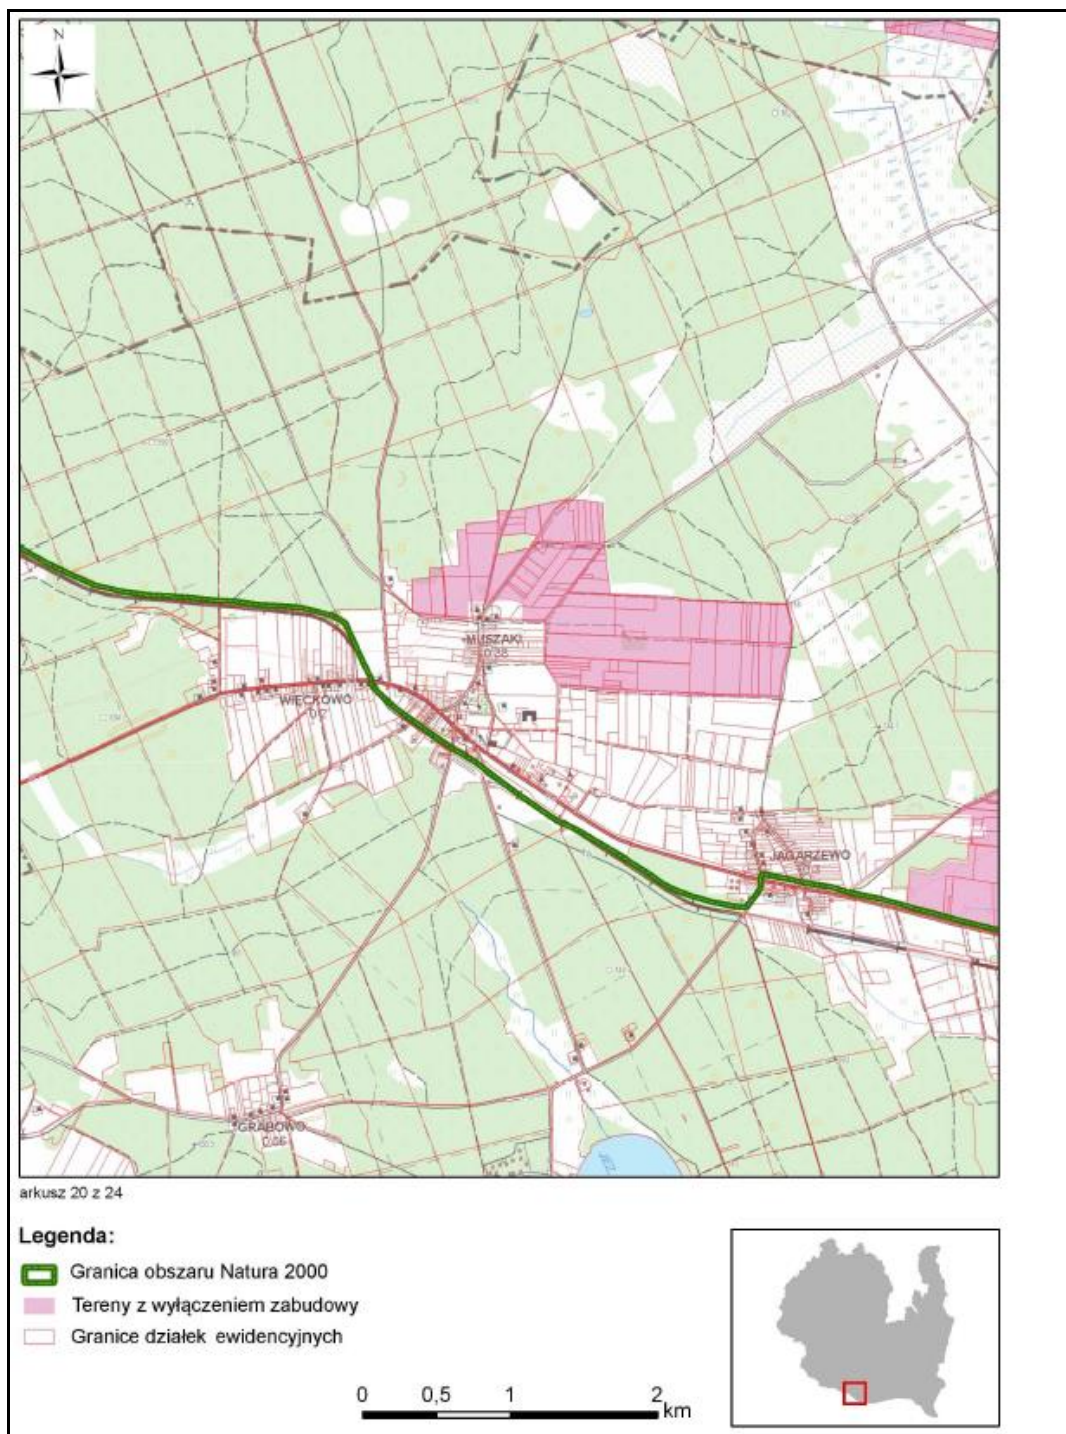 N
MUSZAKI
WIĘCKOWO
JAGARZEWO
GRABOWO
JEZ.
arkusz 20 z 24
Legenda:
Granica obszaru Natura 2000
Tereny z wyłączeniem zabudowy
Granice działek ewidencyjnych
0 0,5 1 2
km